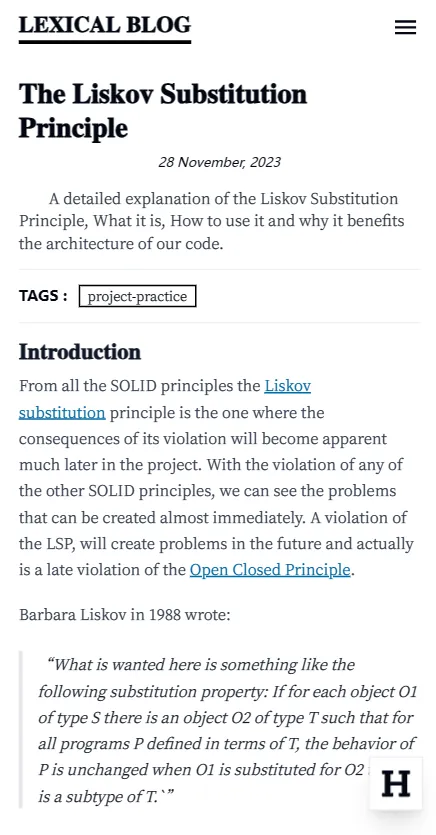 LEXICAL BLOG
The Liskov Substitution
Principle
28 November, 2023
A detailed explanation of the Liskov Substitution
Principle, What it is, How to use it and why it benefits
the architecture of our code.
TAGS : project-practice
Introduction
From all the SOLID principles the Liskov
substitution principle is the one where the
consequences of its violation will become apparent
much later in the project. With the violation of any of
the other SOLID principles, we can see the problems
that can be created almost immediately. A violation of
the LSP, will create problems in the future and actually
is a late violation of the Open Closed Principle.
Barbara Liskov in 1988 wrote:
“What is wanted here is something like the
following substitution property: If for each object O1
of type S there is an object O2 of type T such that for
all programs P defined in terms of T, the behavior of
P is unchanged when O1 is substituted for O2
is a subtype of T.`”
H